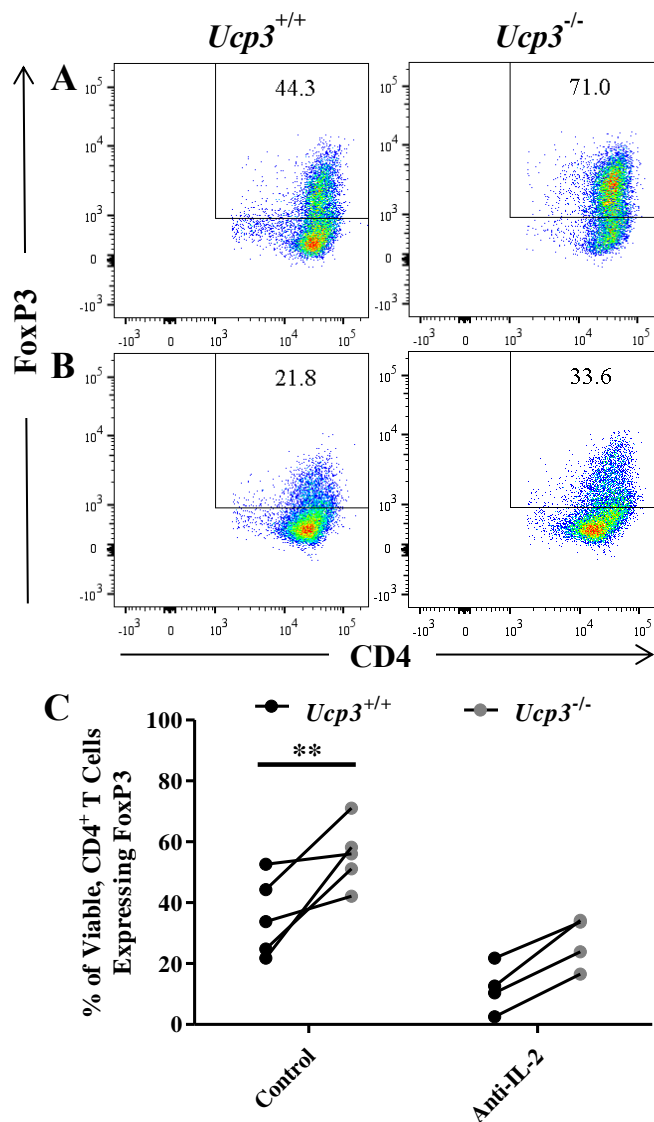 Ucp3+/+ Ucp3-/-
A
44.3 71.0
10^5 10^5
10^4 10^4
10^3 10^3
0 0
-10^3 -10^3
-10^3 0 10^3 10^4 10^5 -10^3 0 10^3 10^4 10^5
FoxP3
B
21.8 33.6
10^5 10^5
10^4 10^4
10^3 10^3
0 0
-10^3 -10^3
-10^3 0 10^3 10^4 10^5 -10^3 0 10^3 10^4 10^5
CD4
C
Ucp3+/+ Ucp3-/-
% of Viable, CD4+ T Cells
Expressing FoxP3
100
80
60
40
20
0
**
Control Anti-IL-2